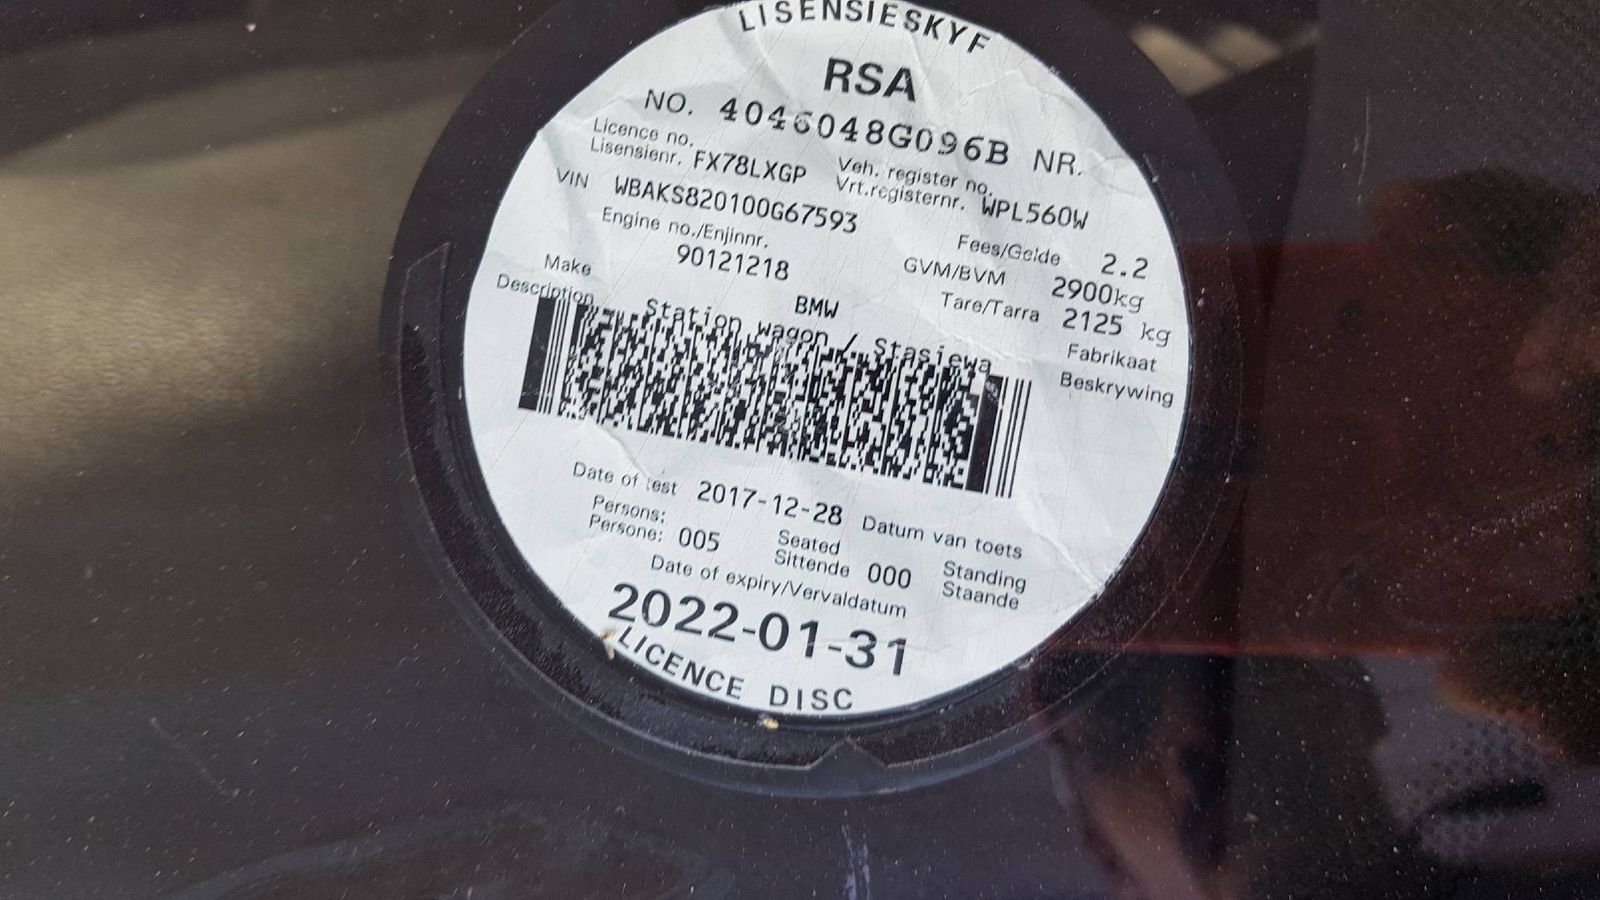 LISENSIESKYF
RSA
NO. 4046048G096B NR.
Licence no. Lisensienr. FX78LXGP Veh. register no. Vrt.registernr. WPL560W
VIN WBAKS820100G67593
Fees/Gelde 2.2
Engine no./Enjinnr. 90121218
GVM/BVM 2900kg
Tare/Tarra 2125 kg
Make BMW Fabrikaat
Description Station wagon / Stasiewa Beskrywing
Date of test 2017-12-28 Datum van toets
Persons: Persone: 005 Seated Sittende 000 Standing Staande
Date of expiry/Vervaldatum
2022-01-31
LICENCE DISC